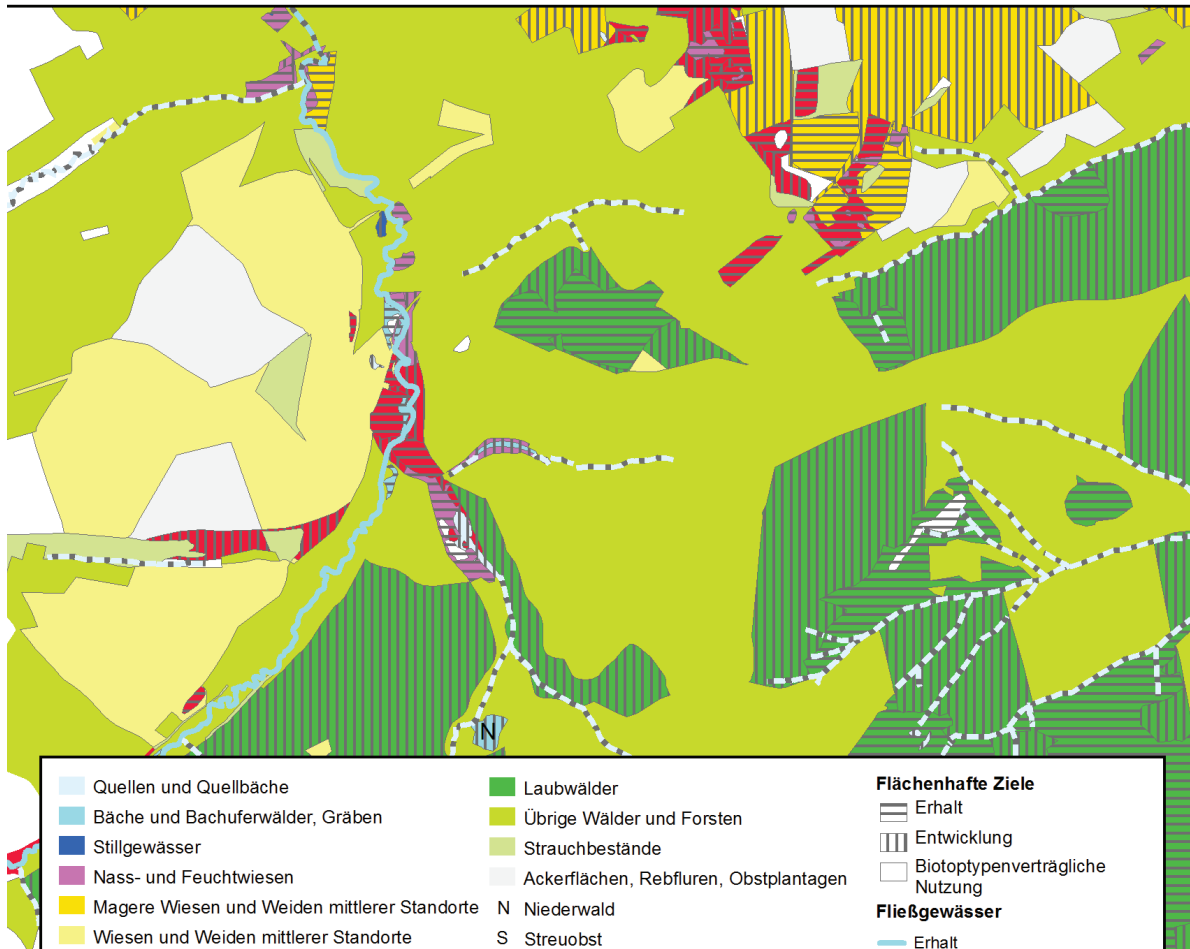 N
Quellen und Quellbäche
Bäche und Bachuferwälder, Gräben
Stillgewässer
Nass- und Feuchtwiesen
Magere Wiesen und Weiden mittlerer Standorte
Wiesen und Weiden mittlerer Standorte
Laubwälder
Übrige Wälder und Forsten
Strauchbestände
Ackerflächen, Rebfluren, Obstplantagen
N Niederwald
S Streuobst
Flächenhafte Ziele
Erhalt
Entwicklung
Biotoptypenverträgliche
Nutzung
Fließgewässer
Erhalt